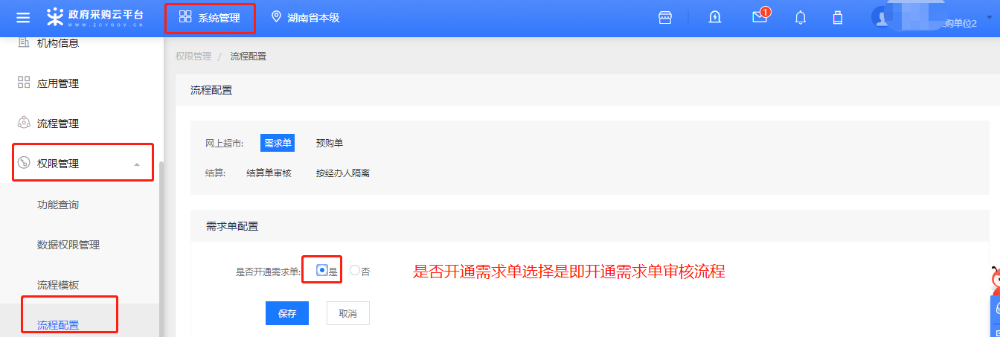 政府采购云平台
WWW.ZCYGOV.CN
系统管理
湖南省本级
1
购单位2
机构信息
应用管理
流程管理
权限管理
功能查询
数据权限管理
流程模板
流程配置
权限管理 / 流程配置
流程配置
网上超市: 需求单 预购单
结算: 结算单审核 按经办人隔离
需求单配置
是否开通需求单: 是 否
是否开通需求单选择是即开通需求单审核流程
保存 取消